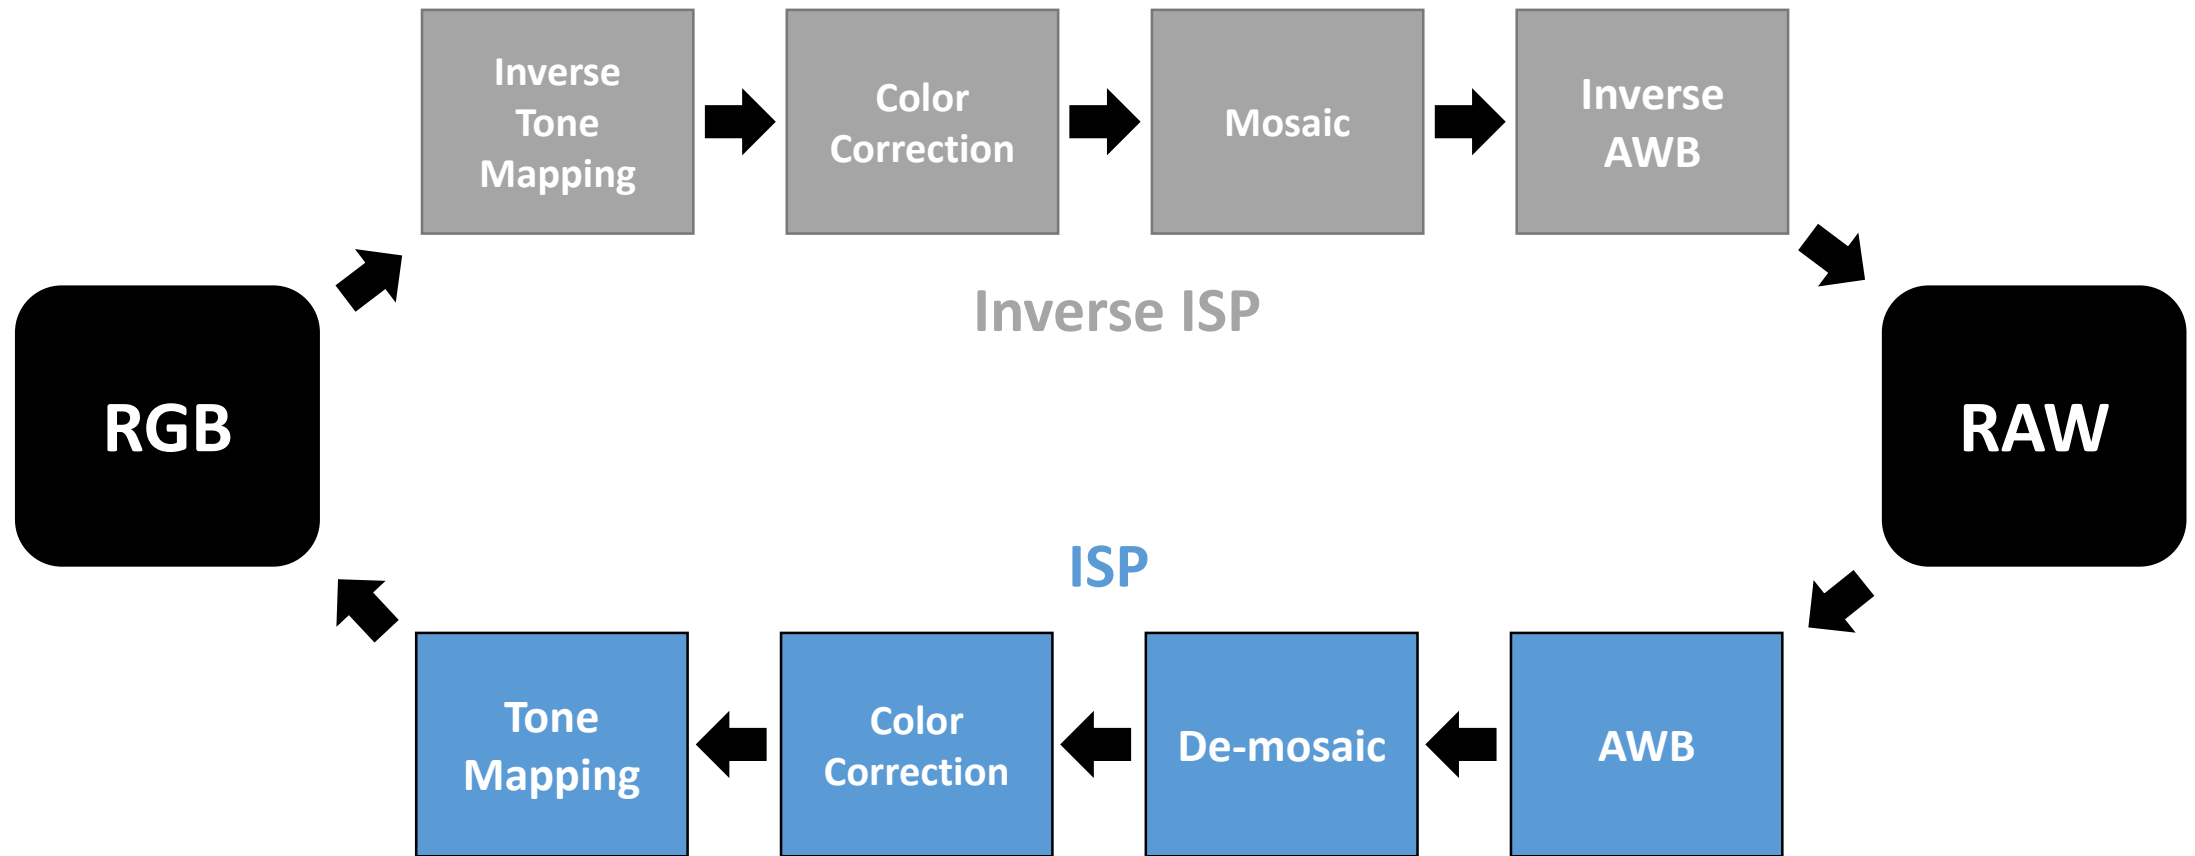 Inverse
Tone
Mapping
Color
Correction
Mosaic
Inverse
AWB
Inverse ISP
RGB
RAW
ISP
Tone
Mapping
Color
Correction
De-mosaic
AWB